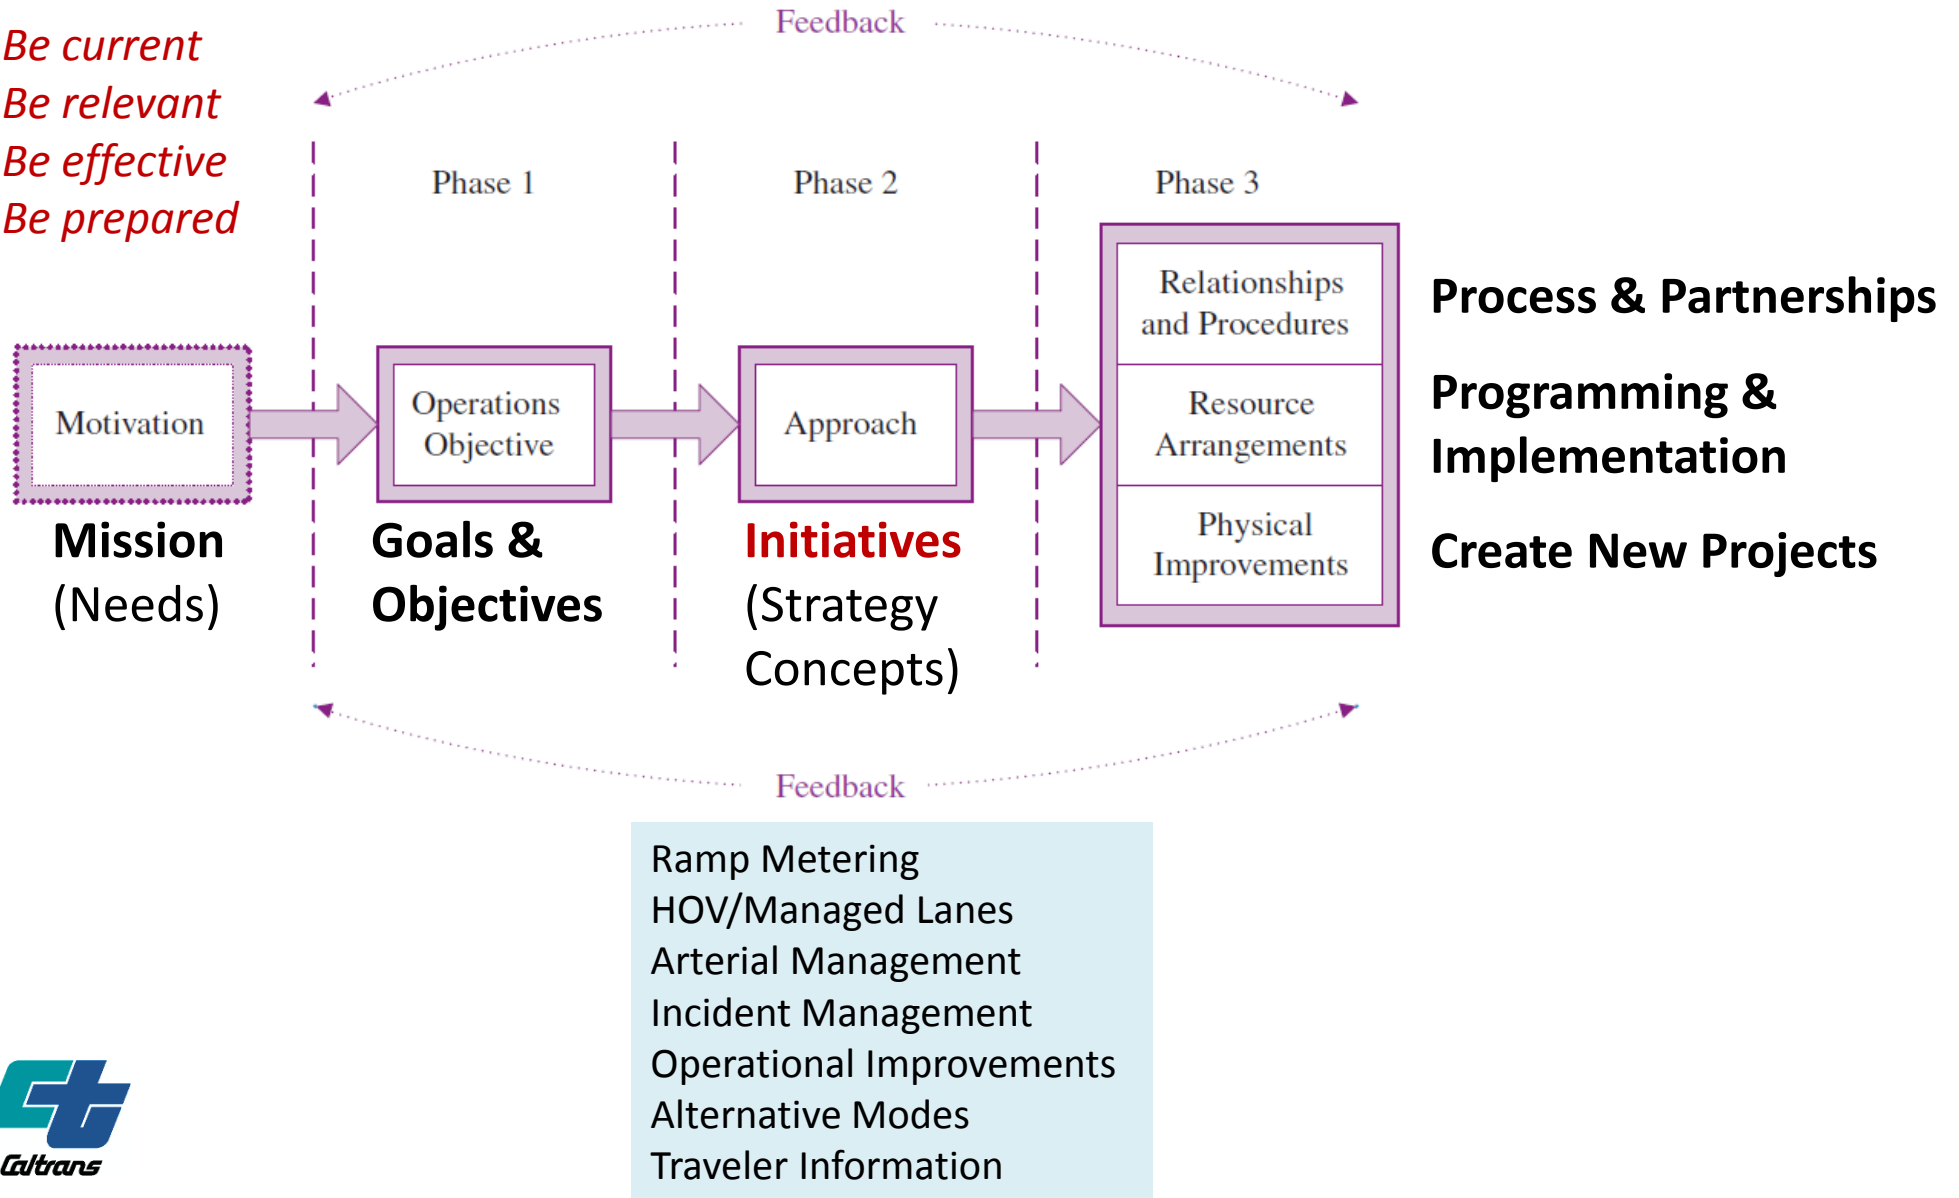 Feedback
Be current
Be relevant
Be effective
Be prepared
Phase 1
Phase 2
Phase 3
Motivation
Mission
(Needs)
Operations
Objective
Goals &
Objectives
Approach
Initiatives
(Strategy
Concepts)
Relationships
and Procedures
Resource
Arrangements
Physical
Improvements
Process & Partnerships
Programming &
Implementation
Create New Projects
Feedback
Ramp Metering
HOV/Managed Lanes
Arterial Management
Incident Management
Operational Improvements
Alternative Modes
Traveler Information
ct
Caltrans